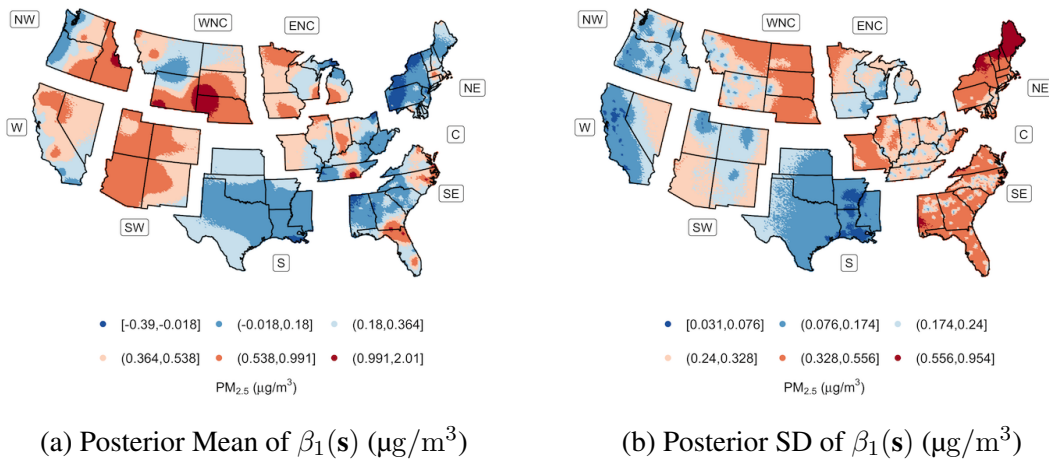 NW
WNC
ENC
NE
W
C
SE
SW
S
[-0.39,-0.018]
(-0.018,0.18]
(0.18,0.364]
(0.364,0.538]
(0.538,0.991]
(0.991,2.01]
PM₂.₅ (µg/m³)
(a) Posterior Mean of β₁(s) (µg/m³)
NW
WNC
ENC
NE
W
C
SE
SW
S
[0.031,0.076]
(0.076,0.174]
(0.174,0.24]
(0.24,0.328]
(0.328,0.556]
(0.556,0.954]
PM₂.₅ (µg/m³)
(b) Posterior SD of β₁(s) (µg/m³)